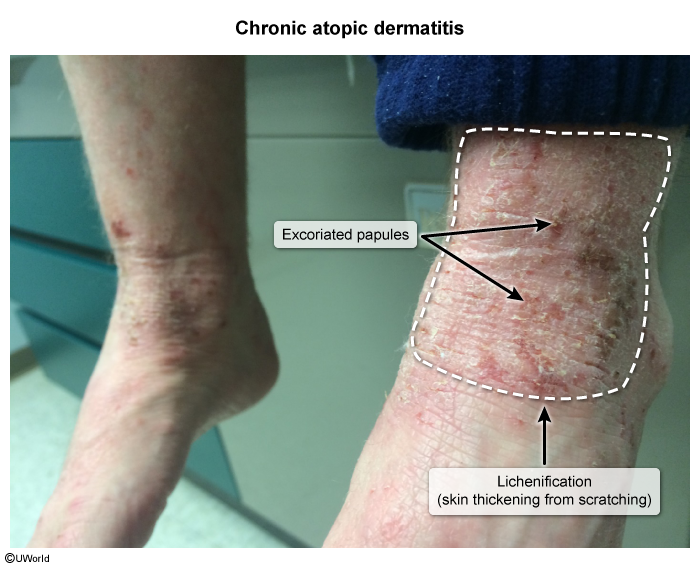 Chronic atopic dermatitis
Excoriated papules
Lichenification
(skin thickening from scratching)
©UWorld